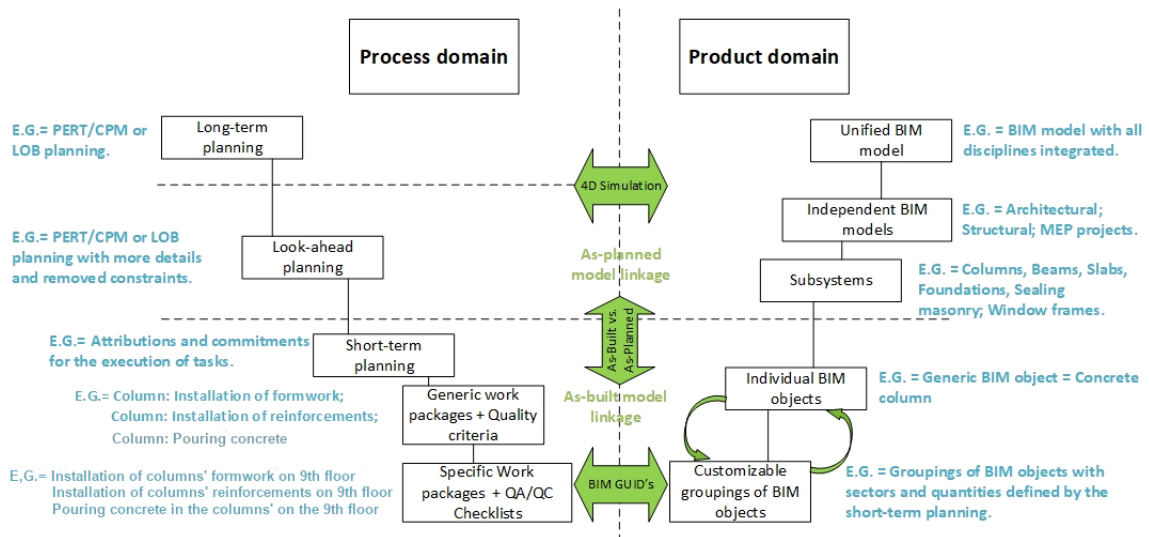 Process domain
Product domain
E.G.= PERT/CPM or
LOB planning.
Long-term
planning
Unified BIM
model
E.G. = BIM model with all
disciplines integrated.
4D Simulation
Independent BIM
models
E.G. = Architectural;
Structural; MEP projects.
E.G.= PERT/CPM or LOB
planning with more details
and removed constraints.
Look-ahead
planning
As-planned
model linkage
Subsystems
E.G. = Columns, Beams, Slabs,
Foundations, Sealing
masonry; Window frames.
E.G.= Attributions and commitments
for the execution of tasks.
Short-term
planning
As-Built vs.
As-Planned
E.G.= Column: Installation of formwork;
Column: Installation of reinforcements;
Column: Pouring concrete
Generic work
packages + Quality
criteria
As-built model
linkage
Individual BIM
objects
E.G. = Generic BIM object = Concrete
column
E,G.= Installation of columns' formwork on 9th floor
Installation of columns' reinforcements on 9th floor
Pouring concrete in the columns' on the 9th floor
Specific Work
packages + QA/QC
Checklists
BIM GUID's
Customizable
groupings of BIM
objects
E.G. = Groupings of BIM objects with
sectors and quantities defined by the
short-term planning.